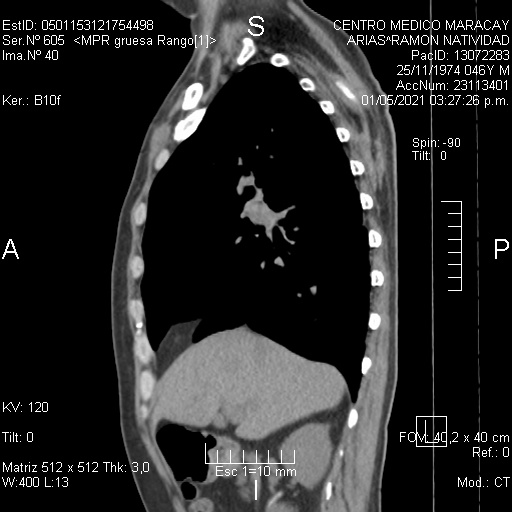 EstID: 0501153121754498
Ser.Nº 605 <MPR gruesa Rango[1]>
Ima.Nº 40
Ker.: B10f
S
CENTRO MEDICO MARACAY
ARIAS^RAMON NATIVIDAD
PacID: 13072283
25/11/1974 046Y M
AccNum: 23113401
01/05/2021 03:27:26 p.m.
Spin: -90
Tilt: 0
A
P
KV: 120
Tilt: 0
Matriz 512 x 512 Thk: 3,0
W:400 L:13
Esc 1=10 mm
I
FOM: 40,2 x 40 cm
Ref.: 0
Mod.: CT